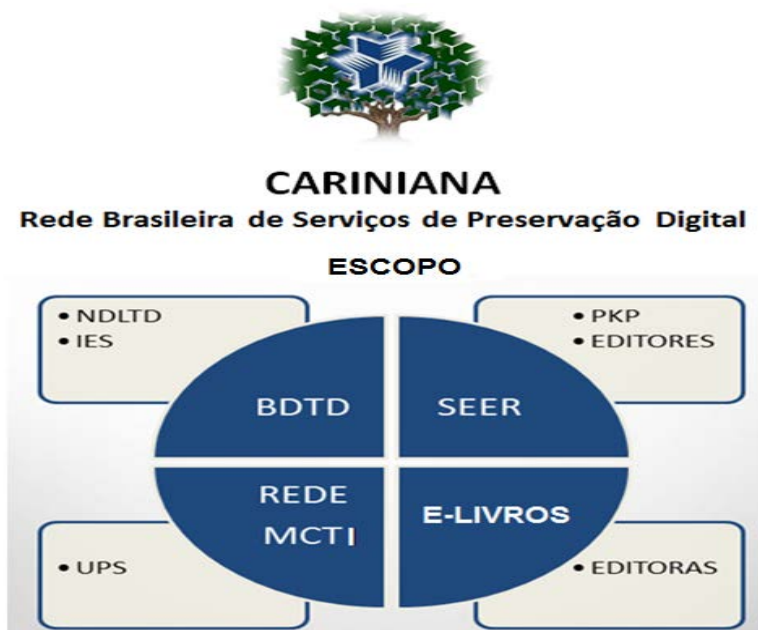 CARINIANA
Rede Brasileira de Serviços de Preservação Digital
ESCOPO
• NDLTD
• IES
• PKP
• EDITORES
BDTD
SEER
REDE
MCTI
E-LIVROS
• UPS
• EDITORAS